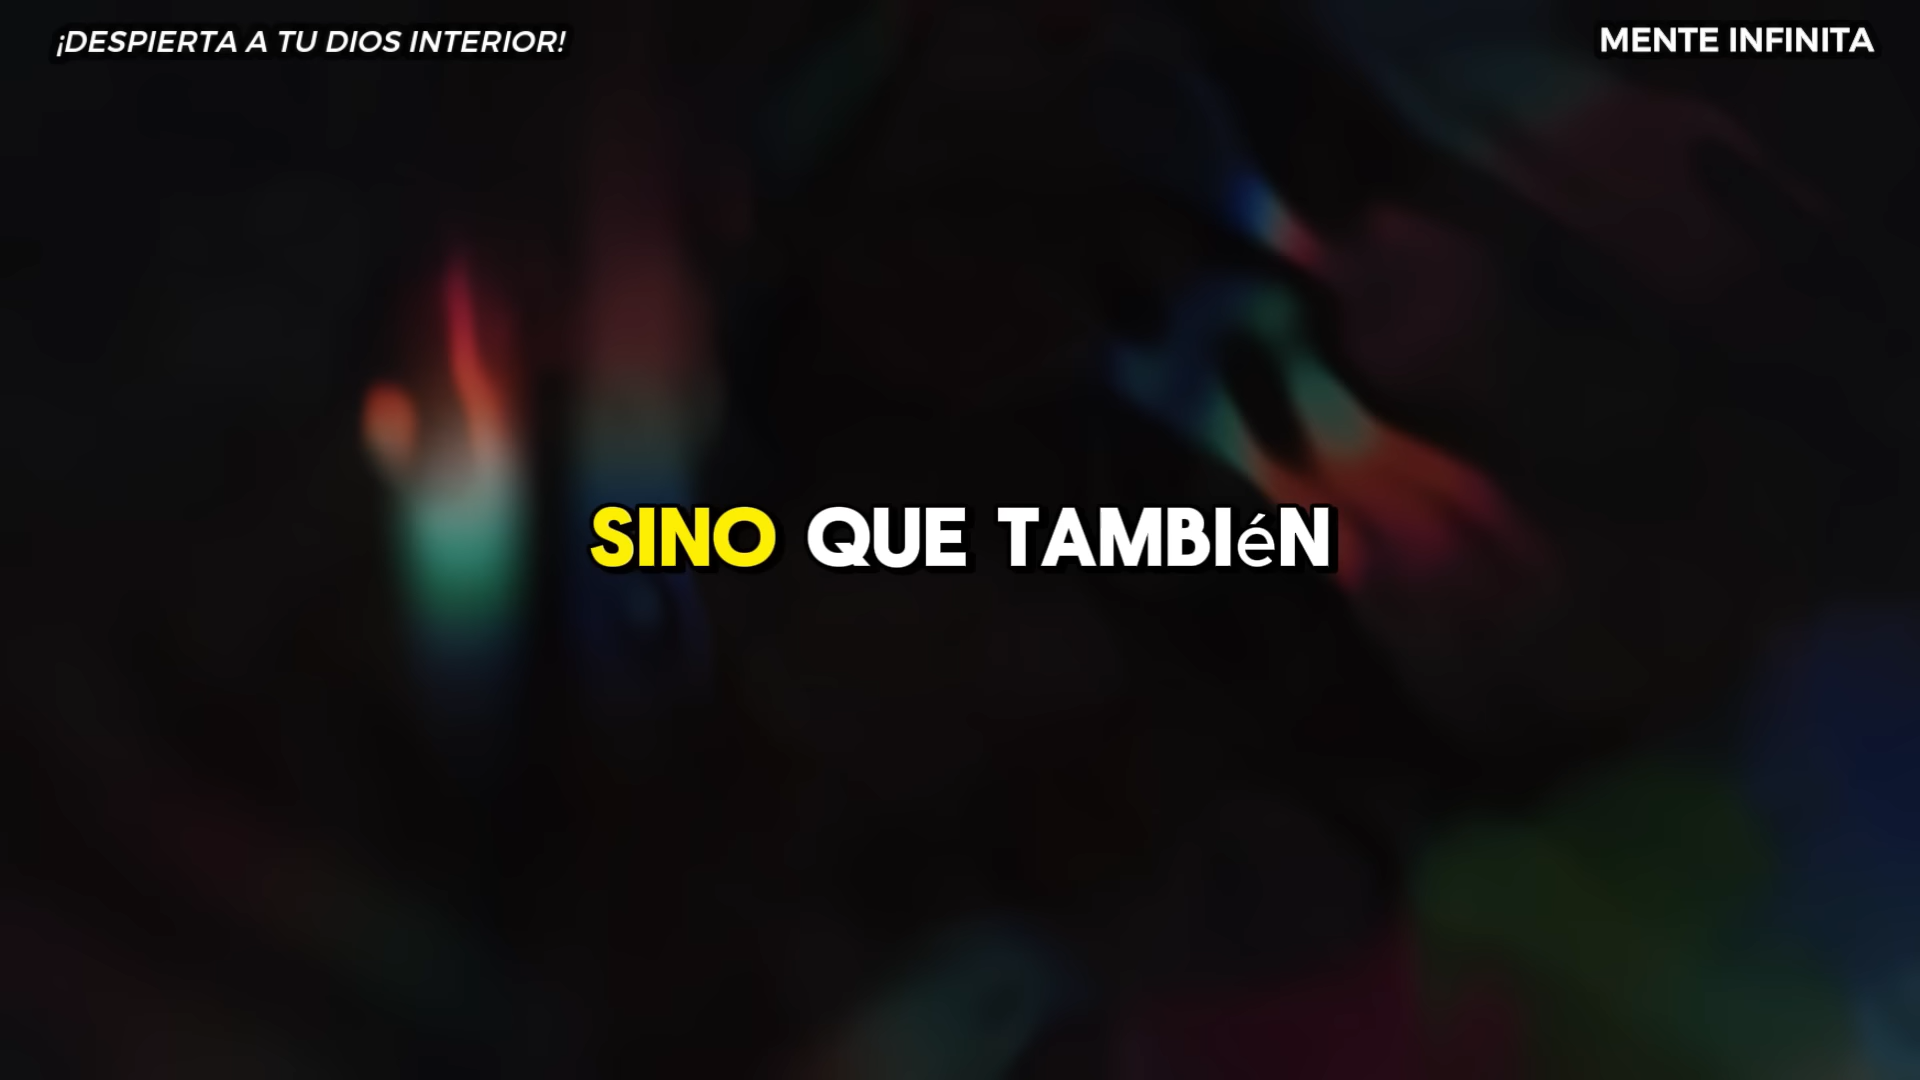 ¡DESPIERTA A TU DIOS INTERIOR!
MENTE INFINITA
SINO QUE TAMBIéN